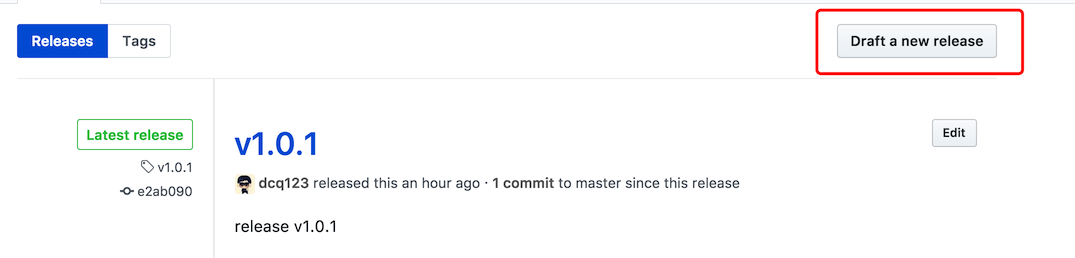 Releases Tags Draft a new release
Latest release
v1.0.1
e2ab090
v1.0.1
Edit
dcq123 released this an hour ago · 1 commit to master since this release
release v1.0.1